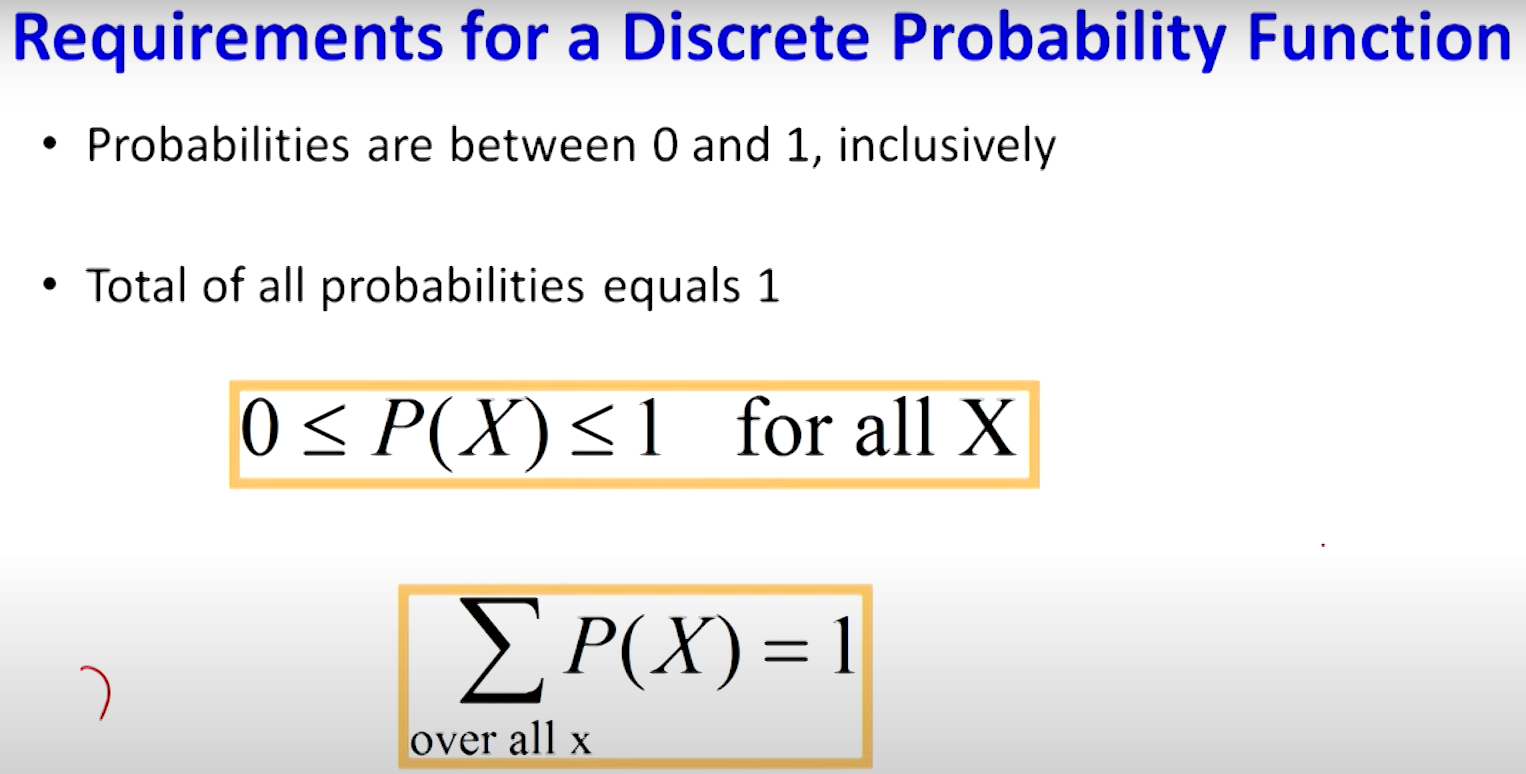 Requirements for a Discrete Probability Function
• Probabilities are between 0 and 1, inclusively
• Total of all probabilities equals 1
0 ≤ P(X) ≤ 1 for all X
∑ P(X) = 1
over all x